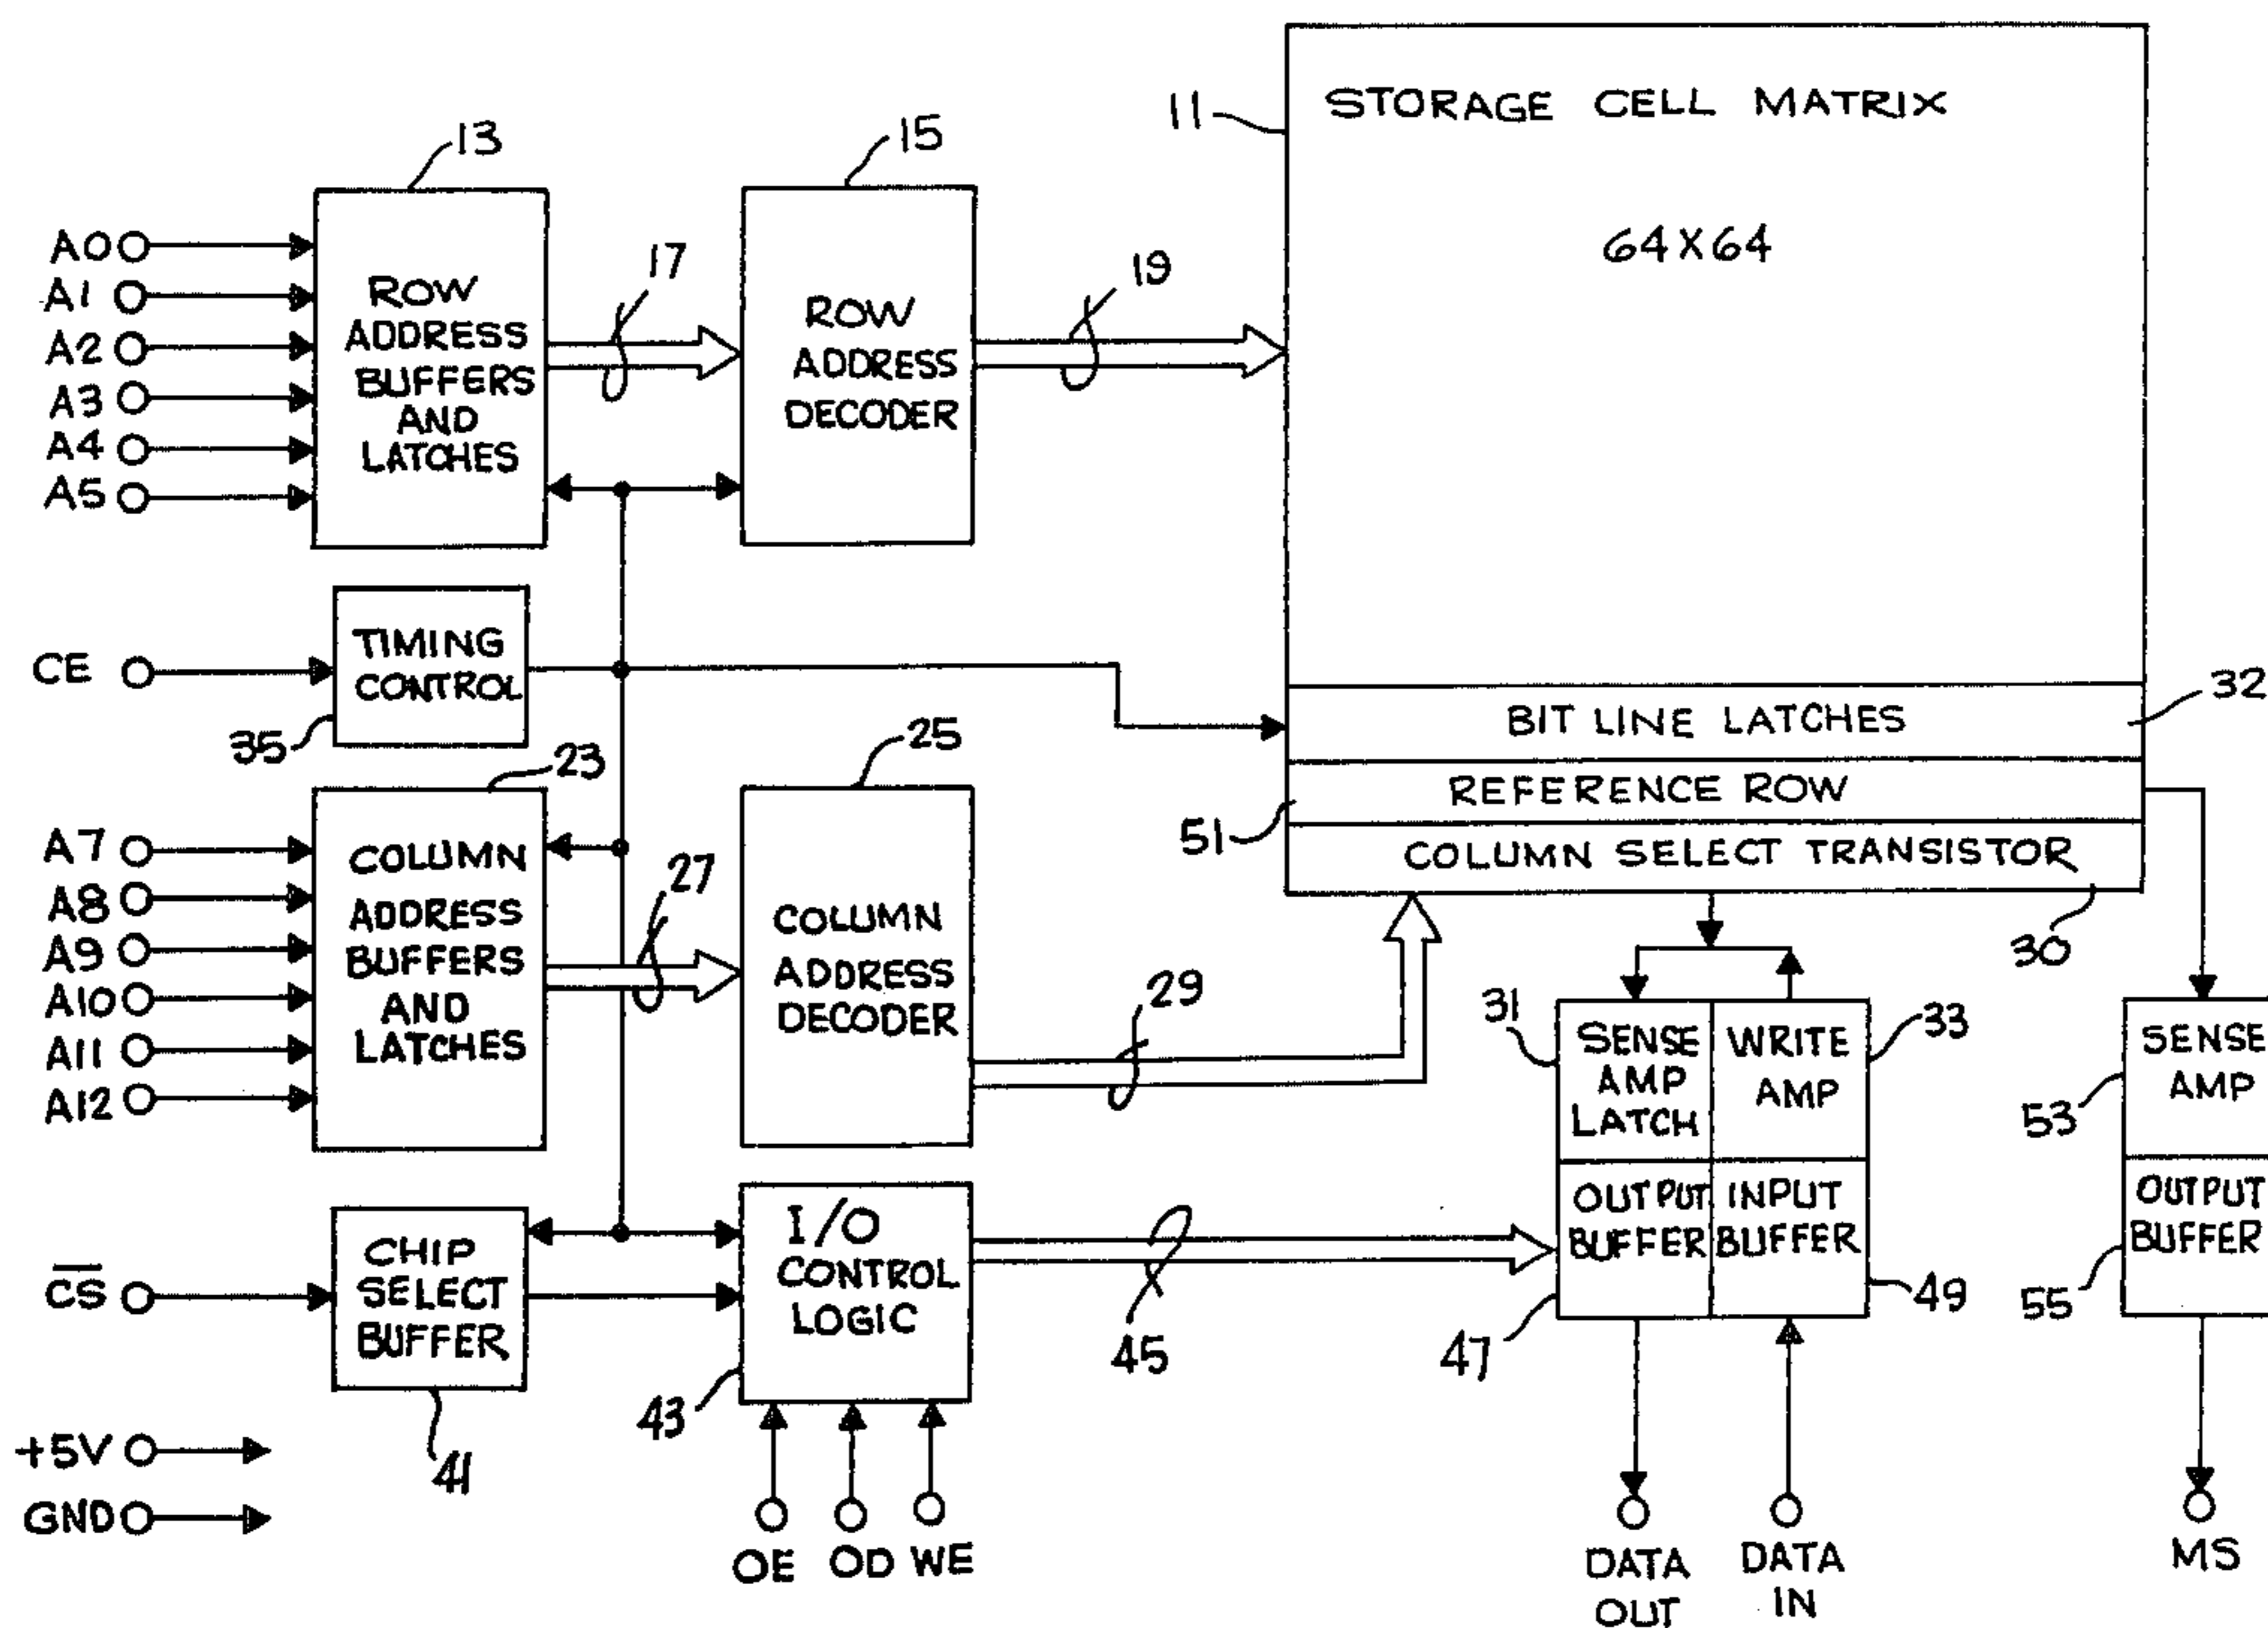 11
STORAGE CELL MATRIX
64X64
13
15
A0
A1
A2
A3
A4
A5
ROW
ADDRESS
BUFFERS
AND
LATCHES
17
ROW
ADDRESS
DECODER
19
CE
TIMING
CONTROL
35
BIT LINE LATCHES
32
REFERENCE ROW
51
COLUMN SELECT TRANSISTOR
30
23
25
A7
A8
A9
A10
A11
A12
COLUMN
ADDRESS
BUFFERS
AND
LATCHES
27
COLUMN
ADDRESS
DECODER
29
31
SENSE
AMP
LATCH
WRITE
AMP
33
SENSE
AMP
53
CS
CHIP
SELECT
BUFFER
41
I/O
CONTROL
LOGIC
43
45
OUTPUT
BUFFER
47
INPUT
BUFFER
49
OUTPUT
BUFFER
55
+5V
GND
OE
OD
WE
DATA
OUT
DATA
IN
MS